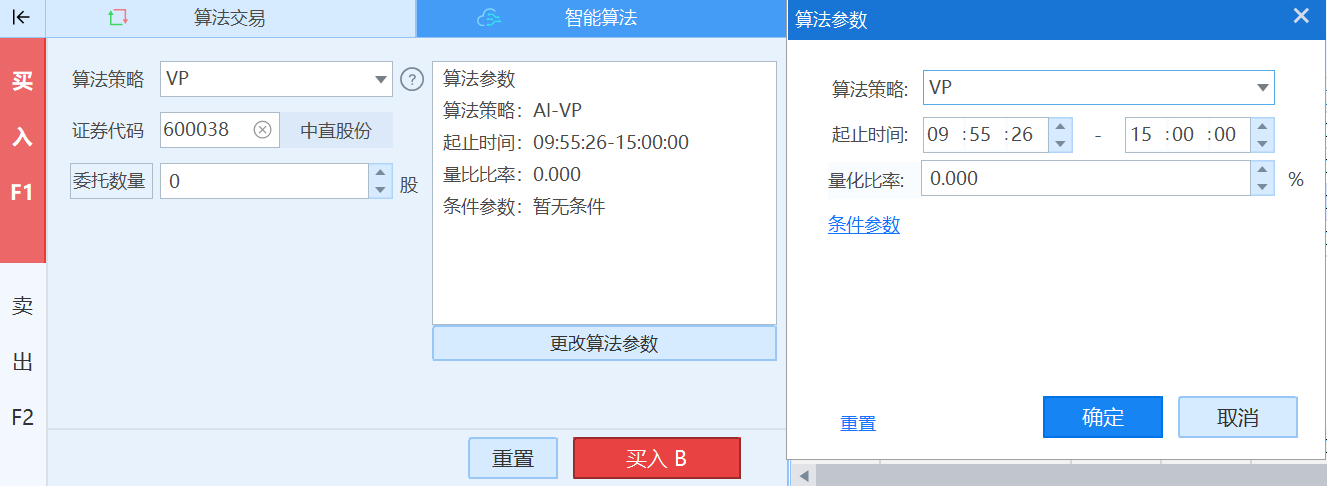 算法交易
智能算法
买
入
F1
卖
出
F2
算法策略 VP ?
证券代码 600038 中直股份
委托数量 0 股
算法参数
算法策略：AI-VP
起止时间：09:55:26-15:00:00
量比比率：0.000
条件参数：暂无条件
更改算法参数
重置
买入 B
算法参数
算法策略: VP
起止时间: 09 :55 :26 - 15 :00 :00
量化比率: 0.000 %
条件参数
重置
确定
取消